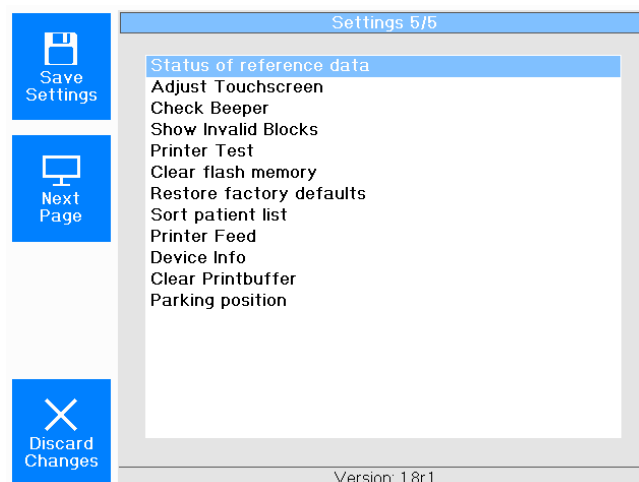 Settings 5/5
Save
Settings
Next
Page
Discard
Changes
Status of reference data
Adjust Touchscreen
Check Beeper
Show Invalid Blocks
Printer Test
Clear flash memory
Restore factory defaults
Sort patient list
Printer Feed
Device Info
Clear Printbuffer
Parking position
Version: 1.8r1